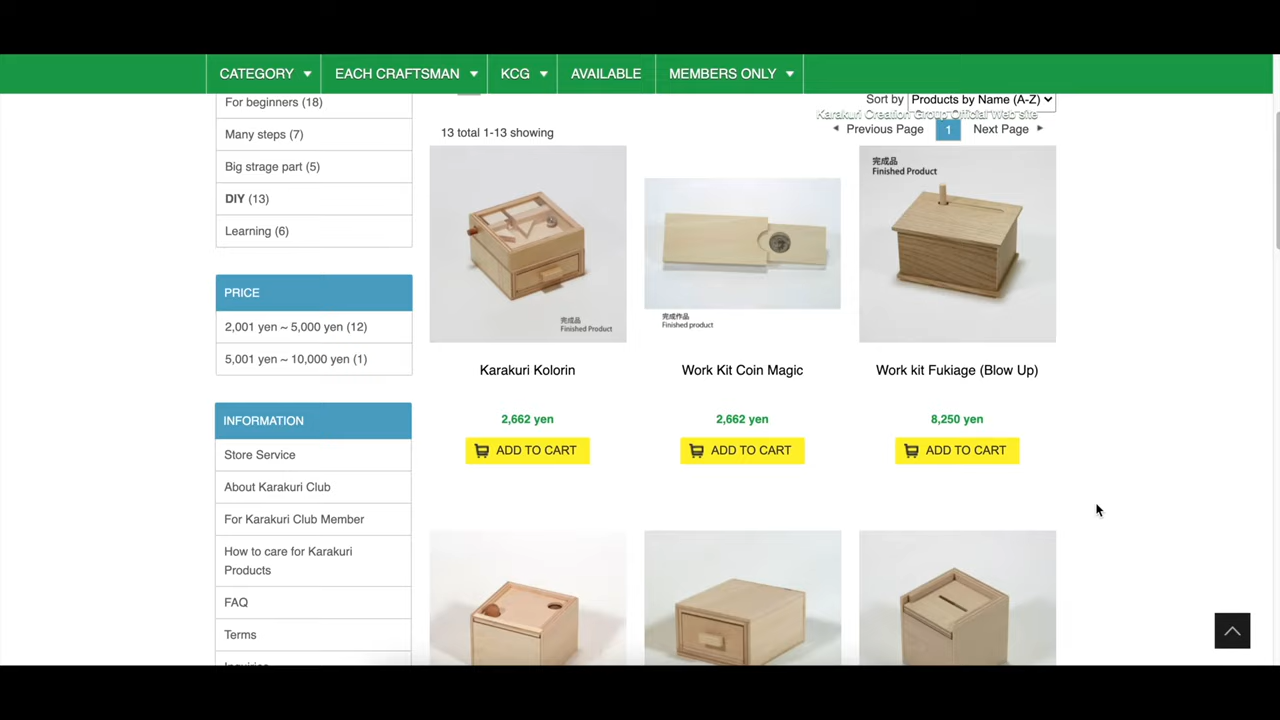 CATEGORY
EACH CRAFTSMAN
KCG
AVAILABLE
MEMBERS ONLY
For beginners (18)
Many steps (7)
Big strage part (5)
DIY (13)
Learning (6)
PRICE
2,001 yen ~ 5,000 yen (12)
5,001 yen ~ 10,000 yen (1)
INFORMATION
Store Service
About Karakuri Club
For Karakuri Club Member
How to care for Karakuri
Products
FAQ
Terms
Sort by Products by Name (A-Z)
Karakuri Creation Group Official Web site
13 total 1-13 showing
Previous Page 1 Next Page
完成品
Finished Product
完成作品
Finished product
完成品
Finished Product
Karakuri Kolorin
Work Kit Coin Magic
Work kit Fukiage (Blow Up)
2,662 yen
2,662 yen
8,250 yen
ADD TO CART
ADD TO CART
ADD TO CART